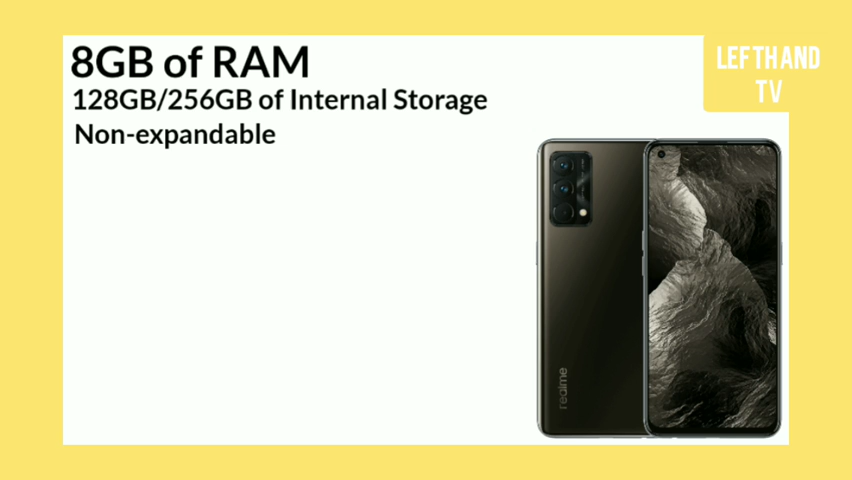 8GB of RAM
128GB/256GB of Internal Storage
Non-expandable
LEFTHAND
TV
realme